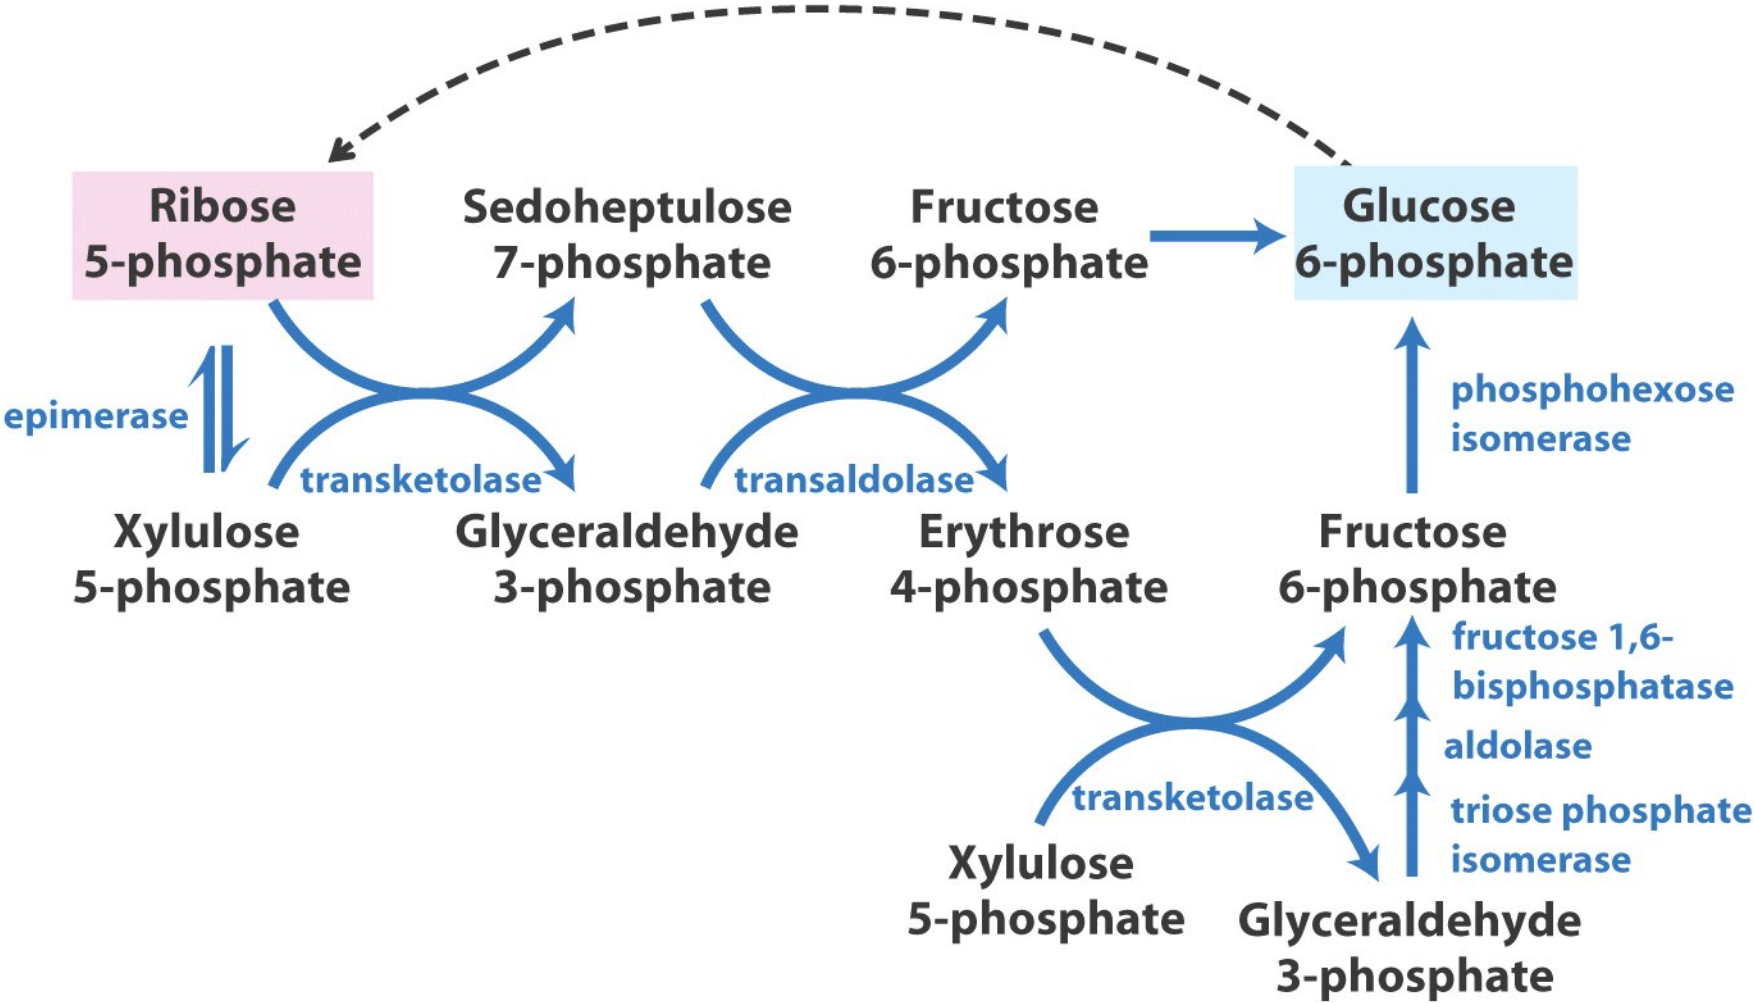 Ribose
5-phosphate
Sedoheptulose
7-phosphate
Fructose
6-phosphate
Glucose
6-phosphate
epimerase
transketolase
transaldolase
phosphohexose
isomerase
Xylulose
5-phosphate
Glyceraldehyde
3-phosphate
Erythrose
4-phosphate
Fructose
6-phosphate
fructose 1,6-
bisphosphatase
aldolase
transketolase
triose phosphate
isomerase
Xylulose
5-phosphate
Glyceraldehyde
3-phosphate